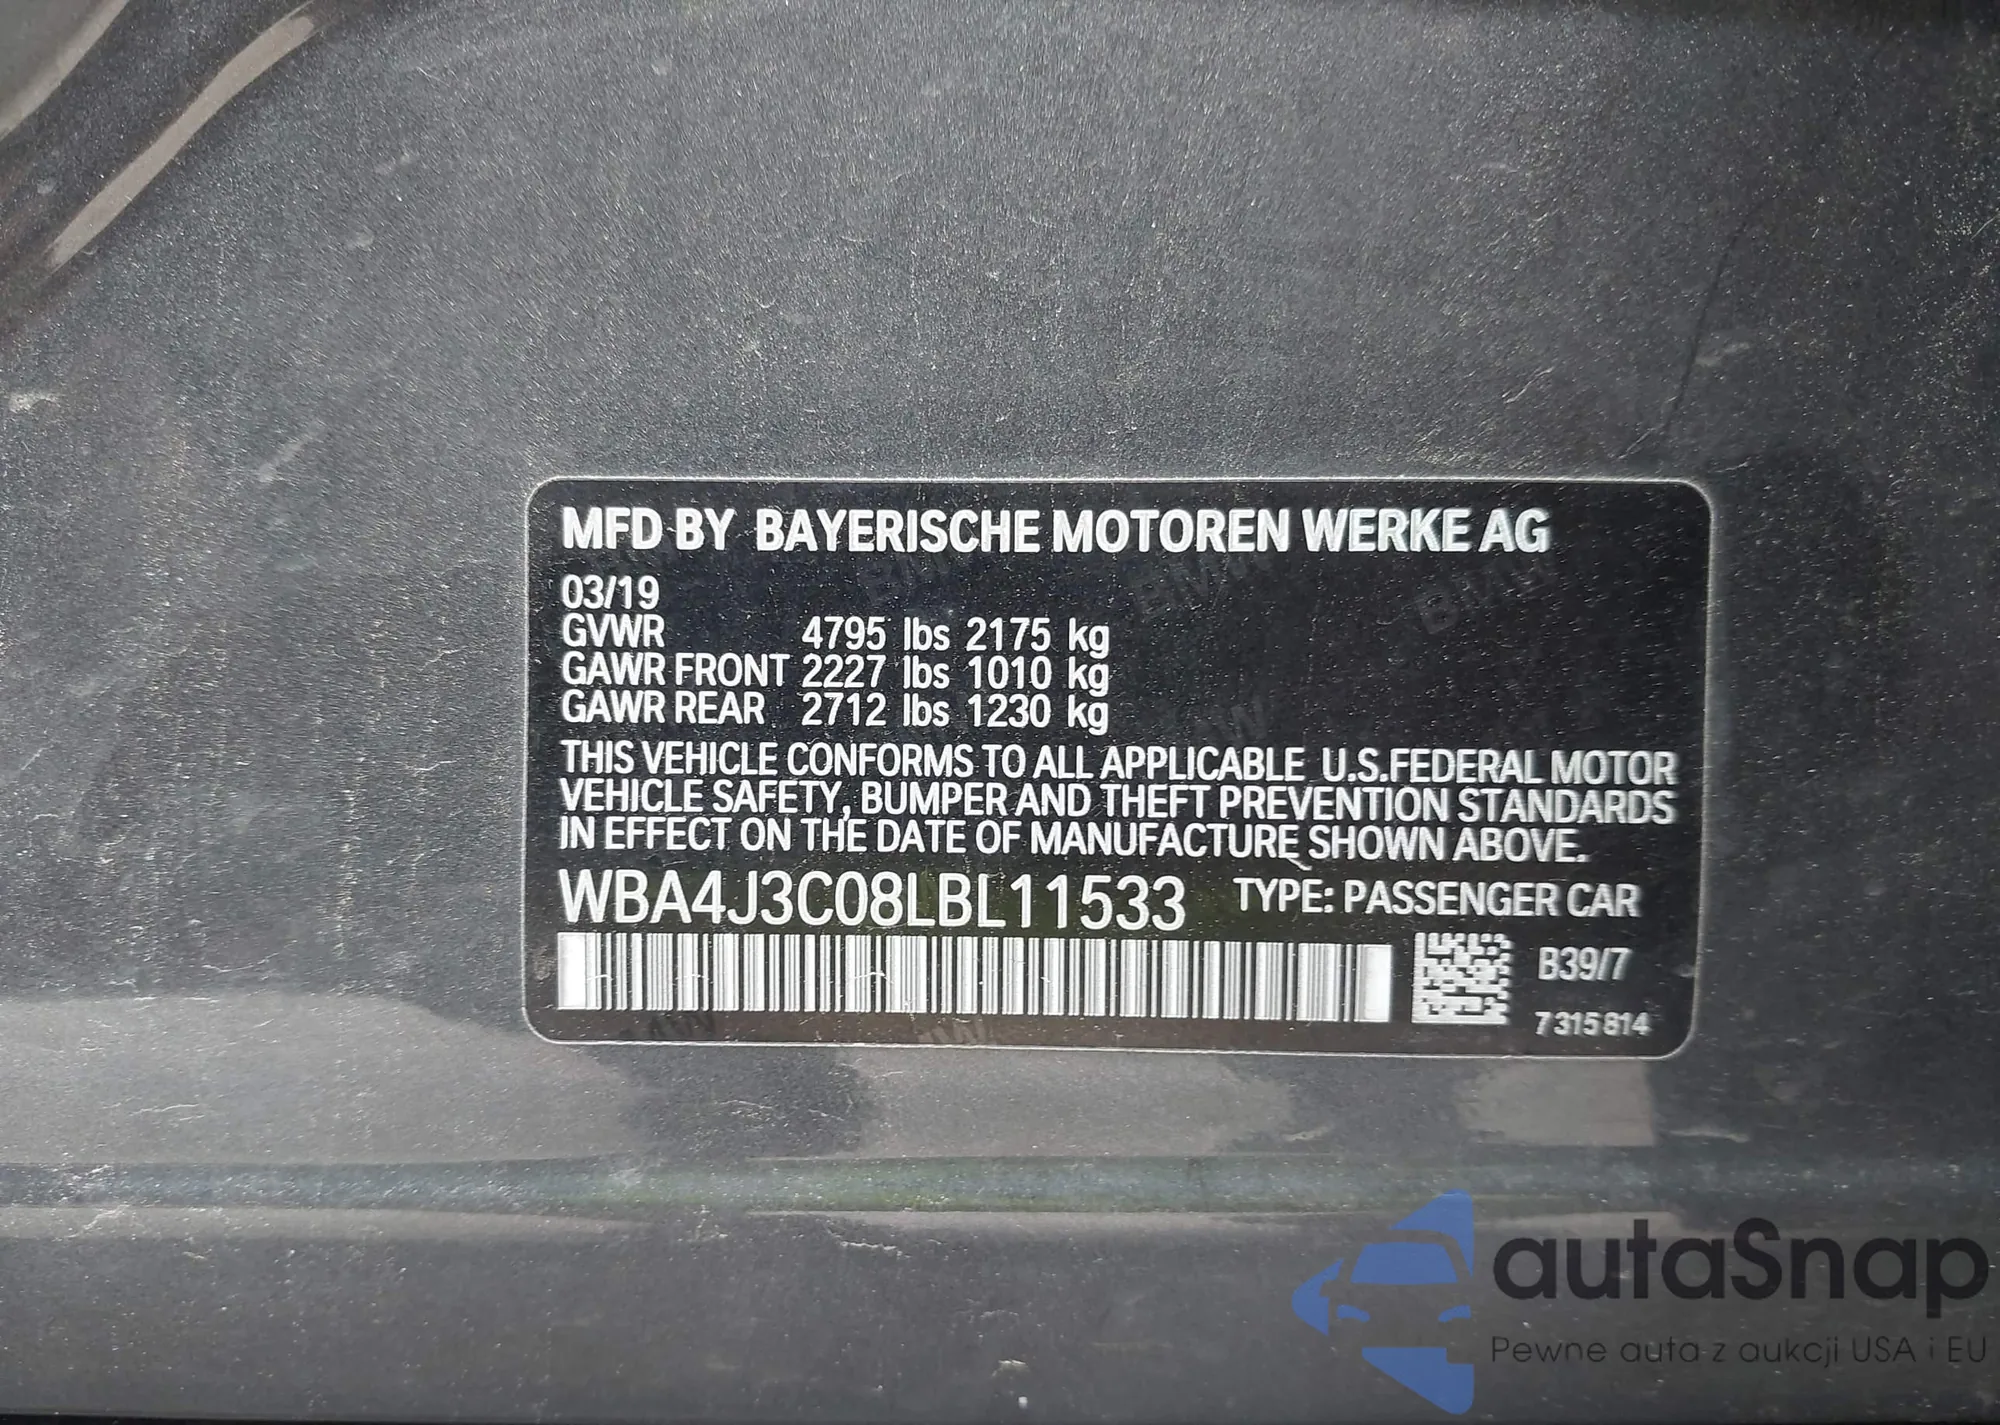 MFD BY BAYERISCHE MOTOREN WERKE AG
03/19
GVWR 4795 lbs 2175 kg
GAWR FRONT 2227 lbs 1010 kg
GAWR REAR 2712 lbs 1230 kg
THIS VEHICLE CONFORMS TO ALL APPLICABLE U.S.FEDERAL MOTOR
VEHICLE SAFETY, BUMPER AND THEFT PREVENTION STANDARDS
IN EFFECT ON THE DATE OF MANUFACTURE SHOWN ABOVE.
WBA4J3C08LBL11533 TYPE: PASSENGER CAR
B39/7
7315814
autaSnap
Pewne auta z aukcji USA i EU